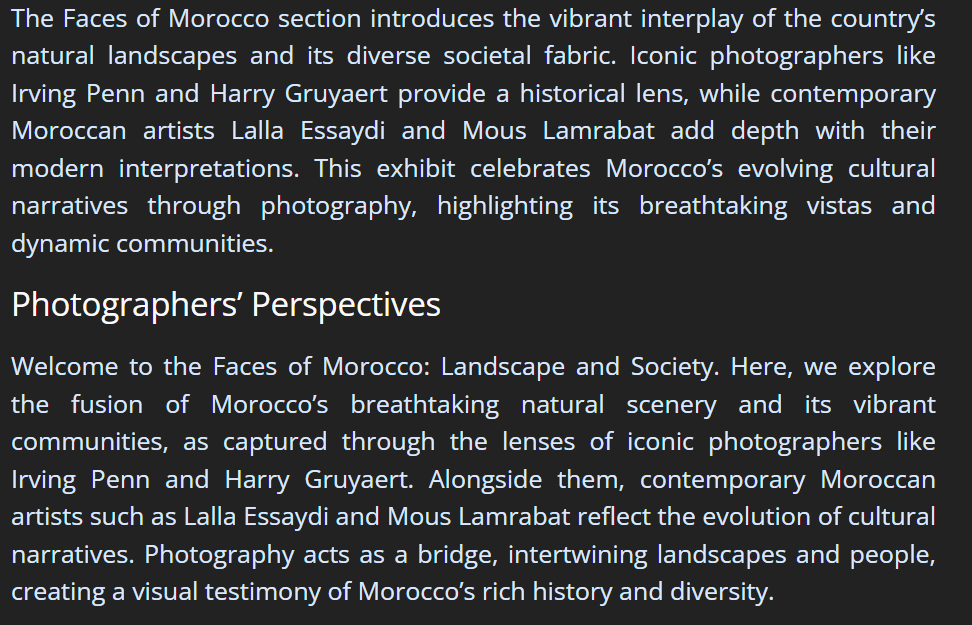 The Faces of Morocco section introduces the vibrant interplay of the country’s
natural landscapes and its diverse societal fabric. Iconic photographers like
Irving Penn and Harry Gruyaert provide a historical lens, while contemporary
Moroccan artists Lalla Essaydi and Mous Lamrabat add depth with their
modern interpretations. This exhibit celebrates Morocco’s evolving cultural
narratives through photography, highlighting its breathtaking vistas and
dynamic communities.
Photographers’ Perspectives
Welcome to the Faces of Morocco: Landscape and Society. Here, we explore
the fusion of Morocco’s breathtaking natural scenery and its vibrant
communities, as captured through the lenses of iconic photographers like
Irving Penn and Harry Gruyaert. Alongside them, contemporary Moroccan
artists such as Lalla Essaydi and Mous Lamrabat reflect the evolution of cultural
narratives. Photography acts as a bridge, intertwining landscapes and people,
creating a visual testimony of Morocco’s rich history and diversity.